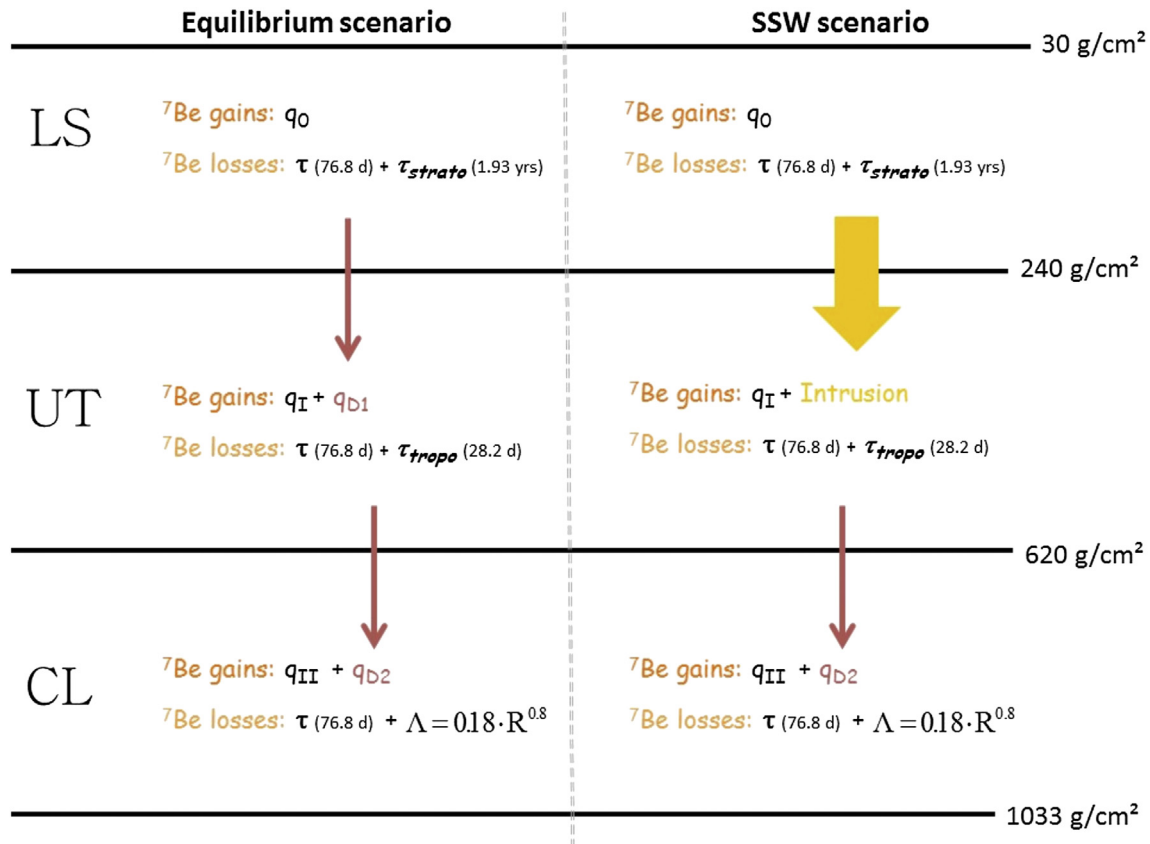 Equilibrium scenario
SSW scenario
30 g/cm²
LS
⁷Be gains: qO
⁷Be losses: τ (76.8 d) + τstrato (1.93 yrs)
⁷Be gains: qO
⁷Be losses: τ (76.8 d) + τstrato (1.93 yrs)
240 g/cm²
UT
⁷Be gains: qI + qD1
⁷Be losses: τ (76.8 d) + τtropo (28.2 d)
⁷Be gains: qI + Intrusion
⁷Be losses: τ (76.8 d) + τtropo (28.2 d)
620 g/cm²
CL
⁷Be gains: qII + qD2
⁷Be losses: τ (76.8 d) + Λ = 0.18·R⁰·⁸
⁷Be gains: qII + qD2
⁷Be losses: τ (76.8 d) + Λ = 0.18·R⁰·⁸
1033 g/cm²